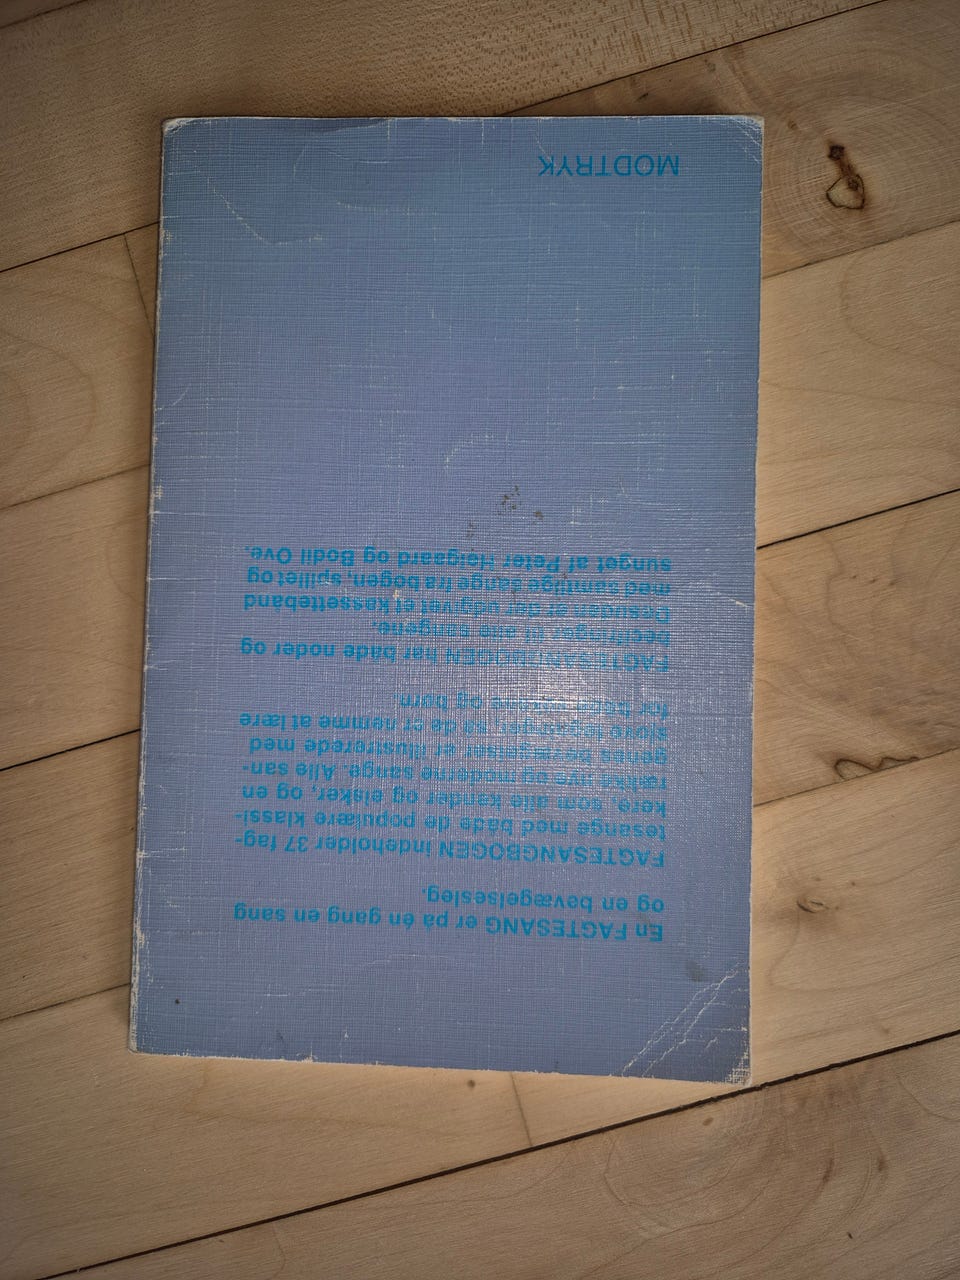 En FAGTESANG er på én gang en sang
og en bevægelsesleg.
FAGTESANGBOGEN indeholder 37 fag-
tesange med både de populære klassi-
kere, som alle kender og elsker, og en
række nye og moderne sange. Alle san-
genes bevægelser er illustrerede med
sjove tegninger, så de er nemme at lære
for både voksne og børn
FAGTESANGBOGEN har både noder og
becifringer til alle sangene.
Desuden er der udgivet et kassettebånd
med samtlige sange fra bogen, spillet og
sunget af Peter Højgaard og Bodil Ove.
MODTRYK